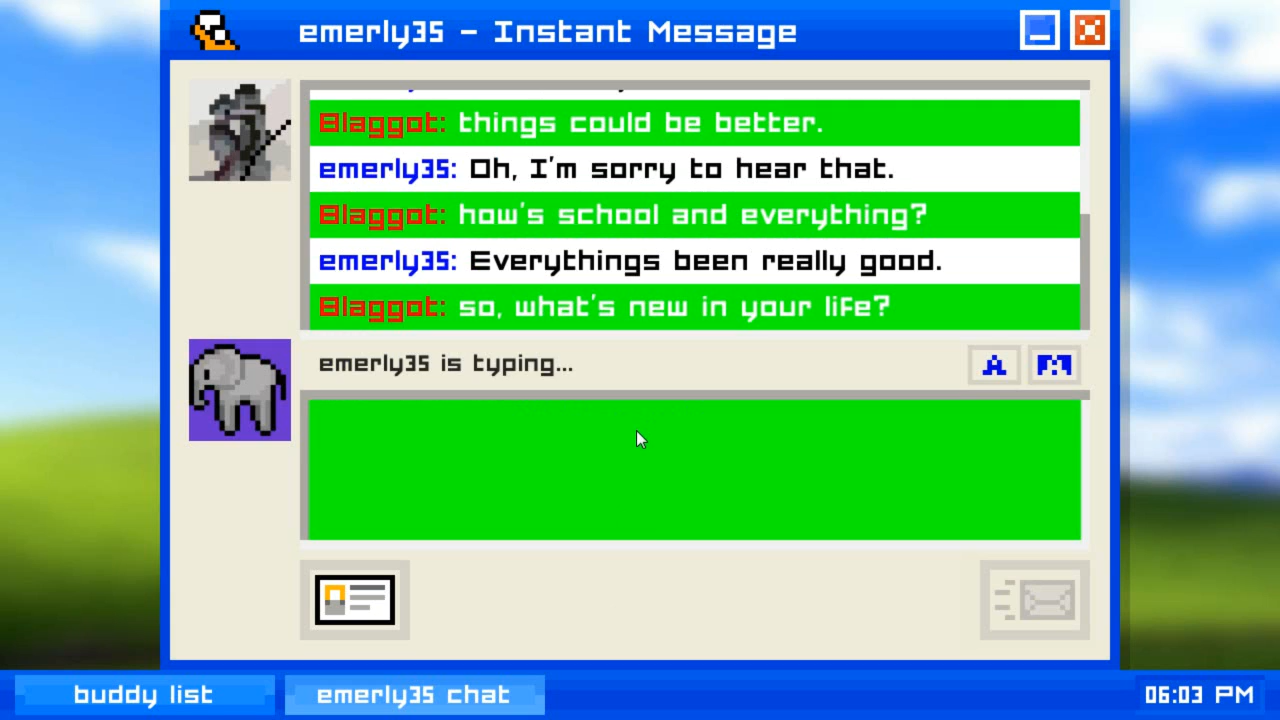 emerly35 - Instant Message
Blaggot: things could be better.
emerly35: Oh, I'm sorry to hear that.
Blaggot: how's school and everything?
emerly35: Everythings been really good.
Blaggot: so, what's new in your life?
emerly35 is typing...
A
buddy list
emerly35 chat
06:03 PM